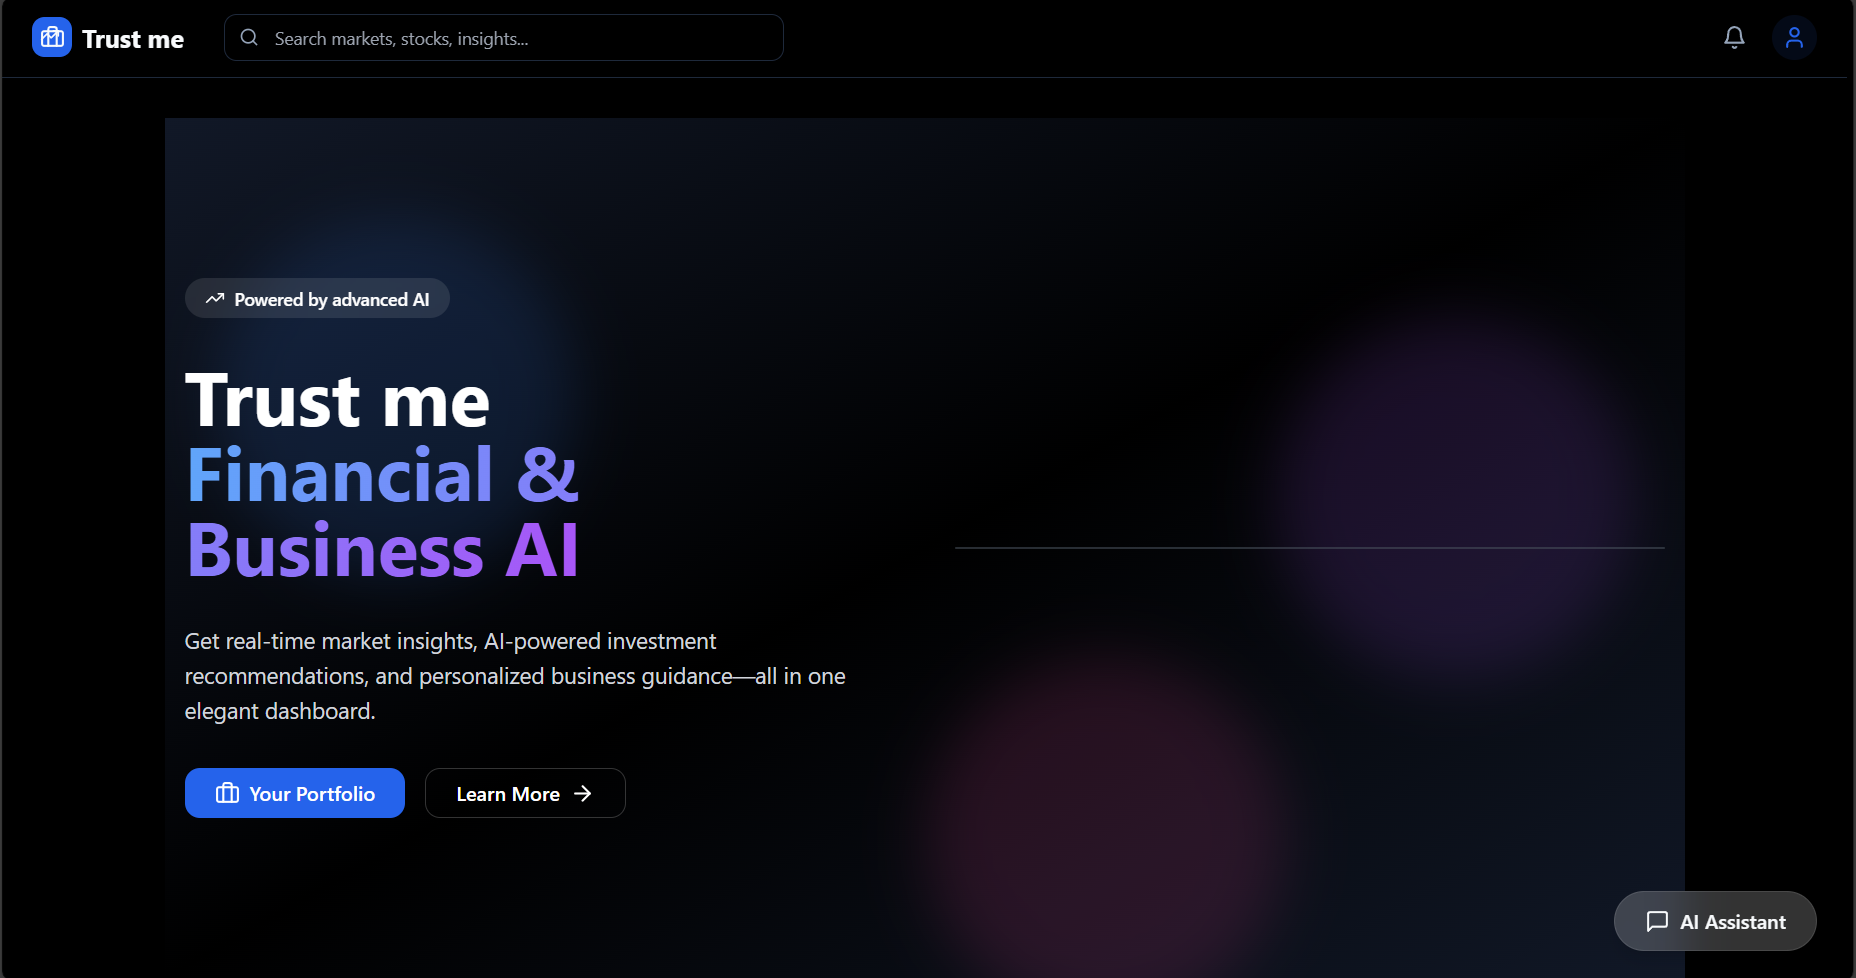 Trust me
Search markets, stocks, insights...
Powered by advanced AI
Trust me
Financial &
Business AI
Get real-time market insights, AI-powered investment
recommendations, and personalized business guidance—all in one
elegant dashboard.
Your Portfolio
Learn More
AI Assistant